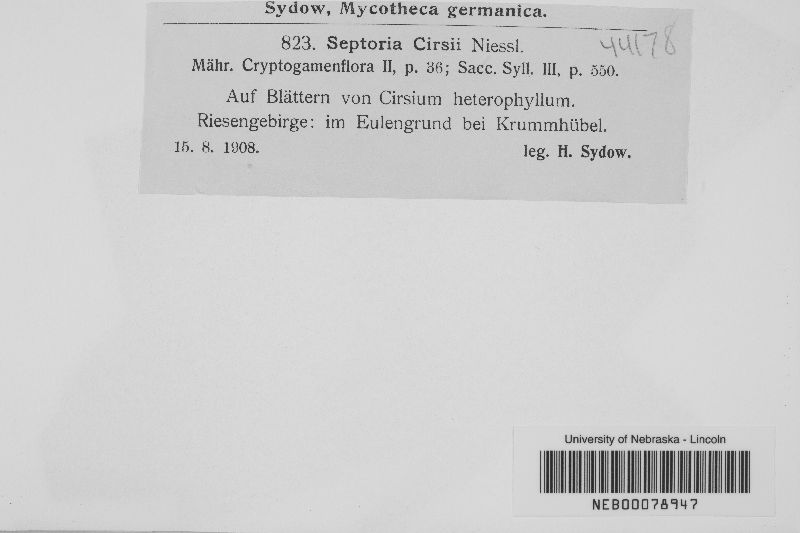 Sydow, Mycotheca germanica.
823. Septoria Cirsii Niessl.
44178
Mähr. Cryptogamenflora II, p. 36; Sacc. Syll. III, p. 550.
Auf Blättern von Cirsium heterophyllum.
Riesengebirge: im Eulengrund bei Krummhübel.
15. 8. 1908. leg. H. Sydow.
University of Nebraska - Lincoln
NEB00078947